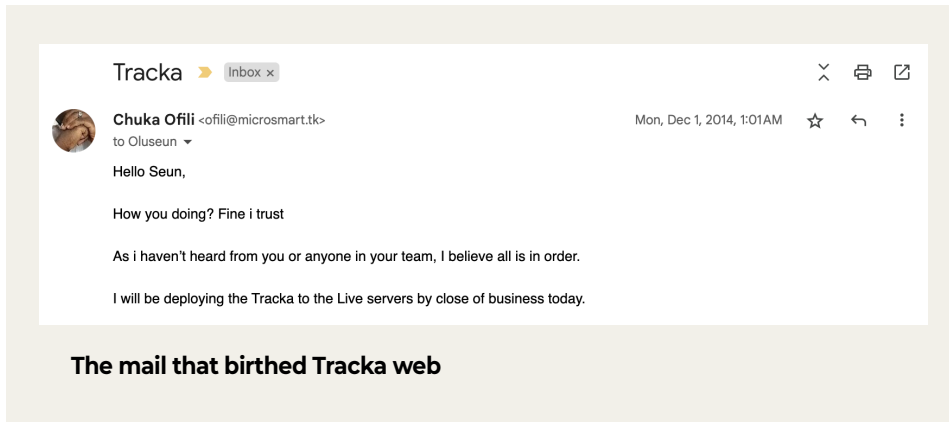 Tracka Inbox ×
Chuka Ofili <ofili@microsmart.tk> Mon, Dec 1, 2014, 1:01 AM
to Oluseun
Hello Seun,
How you doing? Fine i trust
As i haven't heard from you or anyone in your team, I believe all is in order.
I will be deploying the Tracka to the Live servers by close of business today.
The mail that birthed Tracka web